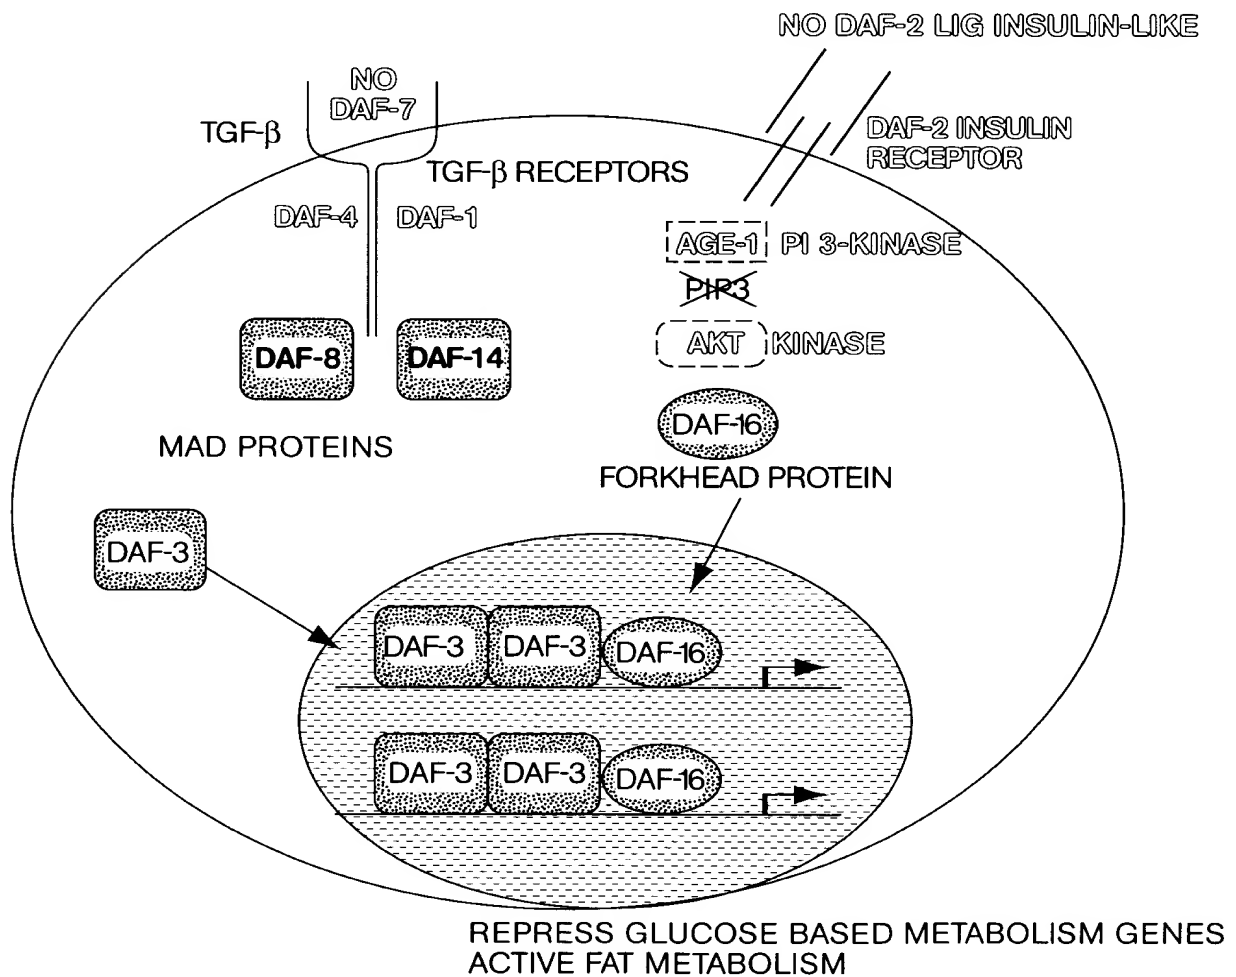 NO DAF-2 LIG INSULIN-LIKE
NO
DAF-7
TGF-β
DAF-2 INSULIN
RECEPTOR
TGF-β RECEPTORS
DAF-4 DAF-1
AGE-1 PI 3-KINASE
PIP3
AKT KINASE
DAF-8 DAF-14
DAF-16
MAD PROTEINS
FORKHEAD PROTEIN
DAF-3
DAF-3 DAF-3 DAF-16
DAF-3 DAF-3 DAF-16
REPRESS GLUCOSE BASED METABOLISM GENES
ACTIVE FAT METABOLISM